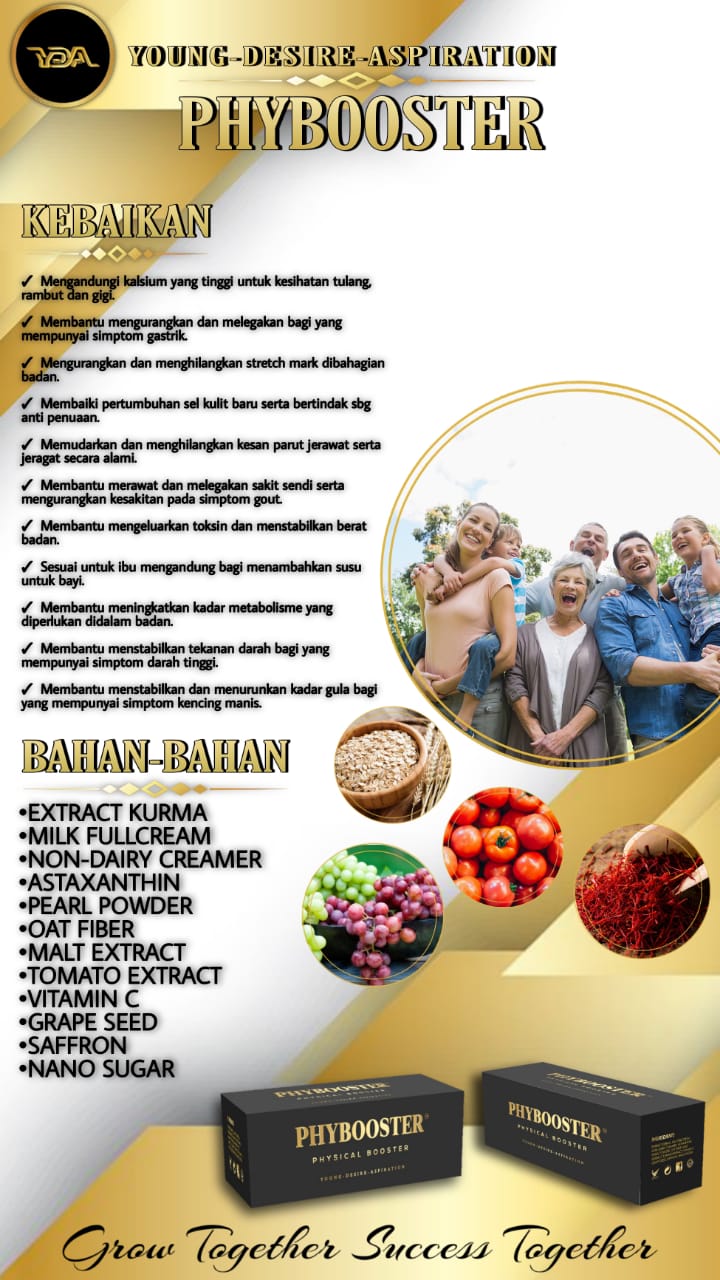 YDA
YOUNG-DESIRE-ASPIRATION
PHYBOOSTER
KEBAIKAN
✓ Mengandungi kalsium yang tinggi untuk kesihatan tulang,
rambut dan gigi.
✓ Membantu mengurangkan dan melegakan bagi yang
mempunyai simptom gastrik.
✓ Mengurangkan dan menghilangkan stretch mark dibahagian
badan.
✓ Membaiki pertumbuhan sel kulit baru serta bertindak sbg
anti penuaan.
✓ Memudarkan dan menghilangkan kesan parut jerawat serta
jeragat secara alami.
✓ Membantu merawat dan melegakan sakit sendi serta
mengurangkan kesakitan pada simptom gout.
✓ Membantu mengeluarkan toksin dan menstabilkan berat
badan.
✓ Sesuai untuk ibu mengandung bagi menambahkan susu
untuk bayi.
✓ Membantu meningkatkan kadar metabolisme yang
diperlukan didalam badan.
✓ Membantu menstabilkan tekanan darah bagi yang
mempunyai simptom darah tinggi.
✓ Membantu menstabilkan dan menurunkan kadar gula bagi
yang mempunyai simptom kencing manis.
BAHAN-BAHAN
•EXTRACT KURMA
•MILK FULLCREAM
•NON-DAIRY CREAMER
•ASTAXANTHIN
•PEARL POWDER
•OAT FIBER
•MALT EXTRACT
•TOMATO EXTRACT
•VITAMIN C
•GRAPE SEED
•SAFFRON
•NANO SUGAR
PHYBOOSTER
PHYBOOSTER®
PHYSICAL BOOSTER
YOUNG-DESIRE-ASPIRATION
PHYBOOSTER
PHYBOOSTER®
PHYSICAL BOOSTER
YOUNG-DESIRE-ASPIRATION
Grow Together Success Together